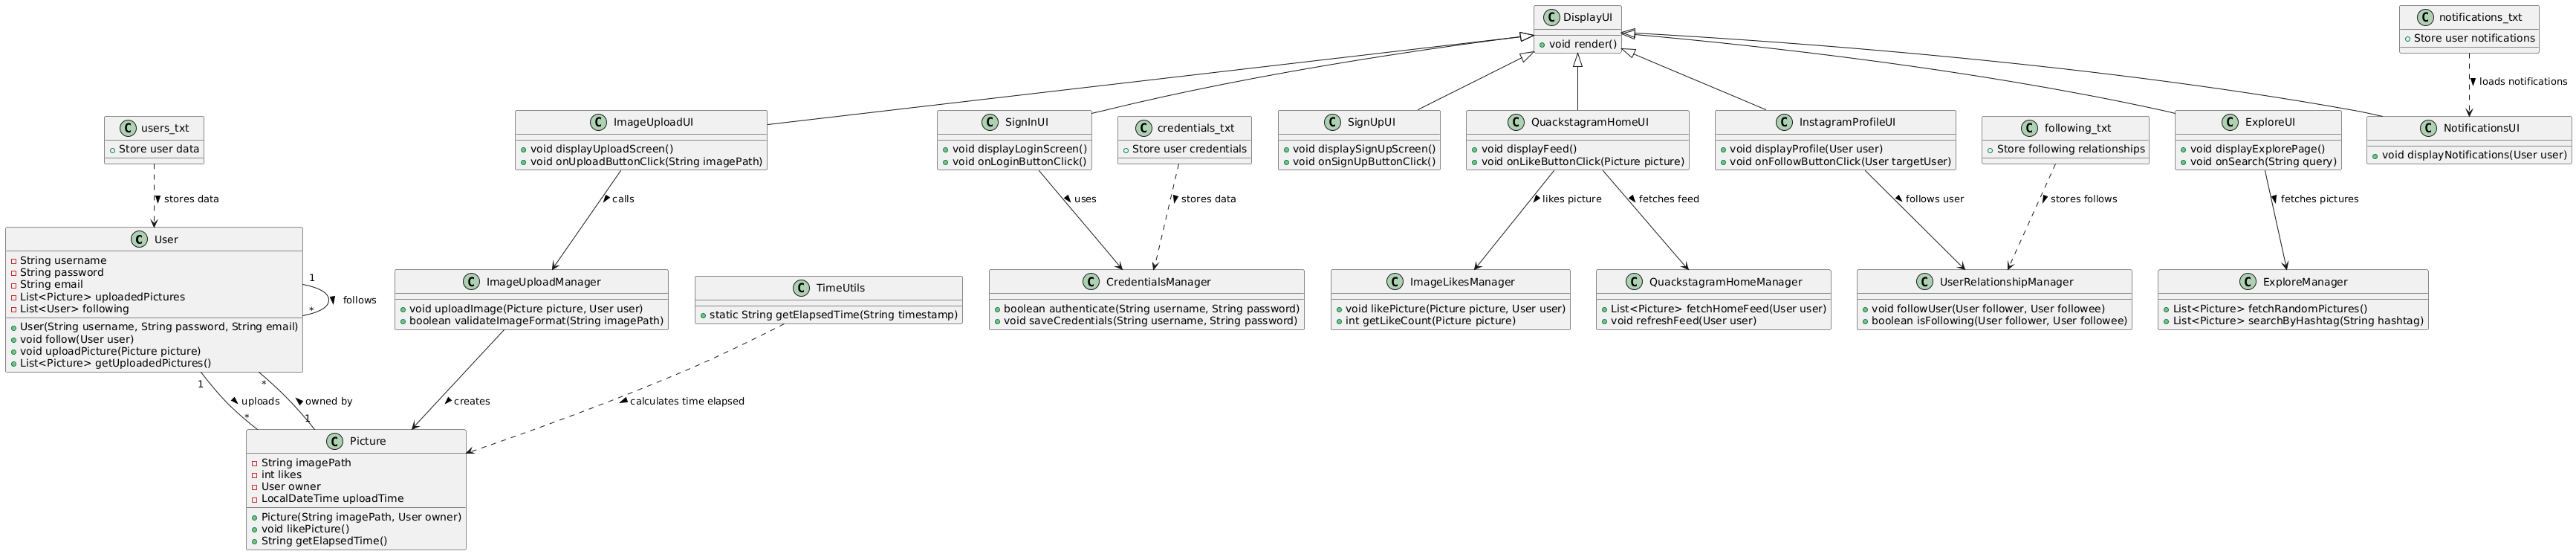 DisplayUI
void render()
notifications_txt
Store user notifications
loads notifications
users_txt
Store user data
stores data
ImageUploadUI
void displayUploadScreen()
void onUploadButtonClick(String imagePath)
calls
SignInUI
void displayLoginScreen()
void onLoginButtonClick()
uses
credentials_txt
Store user credentials
stores data
SignUpUI
void displaySignUpScreen()
void onSignUpButtonClick()
QuackstagramHomeUI
void displayFeed()
void onLikeButtonClick(Picture picture)
likes picture
fetches feed
InstagramProfileUI
void displayProfile(User user)
void onFollowButtonClick(User targetUser)
follows user
following_txt
Store following relationships
stores follows
ExploreUI
void displayExplorePage()
void onSearch(String query)
fetches pictures
NotificationsUI
void displayNotifications(User user)
User
String username
String password
String email
List<Picture> uploadedPictures
List<User> following
User(String username, String password, String email)
void follow(User user)
void uploadPicture(Picture picture)
List<Picture> getUploadedPictures()
1
*
follows
ImageUploadManager
void uploadImage(Picture picture, User user)
boolean validateImageFormat(String imagePath)
TimeUtils
static String getElapsedTime(String timestamp)
CredentialsManager
boolean authenticate(String username, String password)
void saveCredentials(String username, String password)
ImageLikesManager
void likePicture(Picture picture, User user)
int getLikeCount(Picture picture)
QuackstagramHomeManager
List<Picture> fetchHomeFeed(User user)
void refreshFeed(User user)
UserRelationshipManager
void followUser(User follower, User followee)
boolean isFollowing(User follower, User followee)
ExploreManager
List<Picture> fetchRandomPictures()
List<Picture> searchByHashtag(String hashtag)
1
*
uploads
owned by
*
1
creates
calculates time elapsed
Picture
String imagePath
int likes
User owner
LocalDateTime uploadTime
Picture(String imagePath, User owner)
void likePicture()
String getElapsedTime()